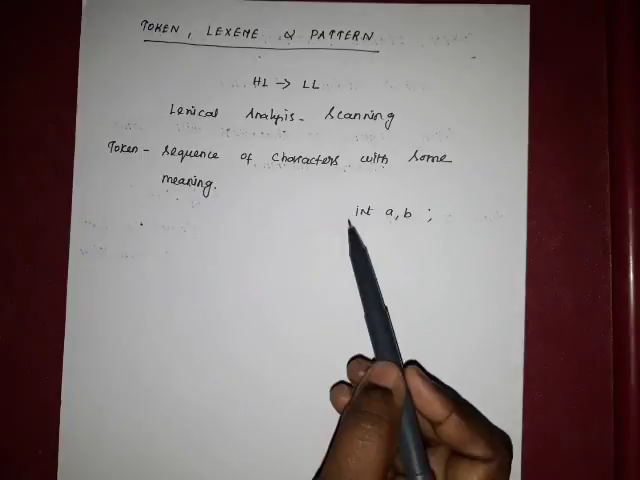 TOKEN, LEXEME & PATTERN
HL → LL
Lexical Analysis - Scanning
Token - sequence of characters with some
meaning.
int a,b ;